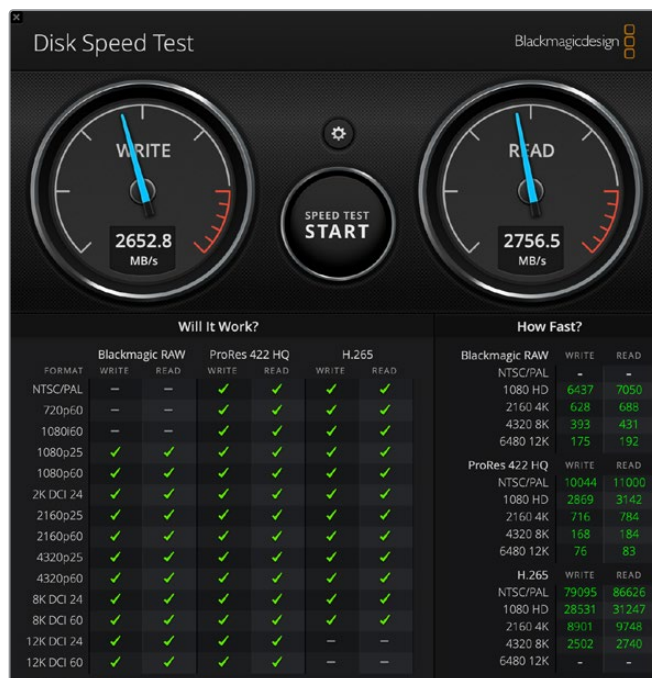 Disk Speed Test
Blackmagicdesign
WRITE
2652.8
MB/s
SPEED TEST
START
READ
2756.5
MB/s
Will It Work?
Blackmagic RAW ProRes 422 HQ H.265
FORMAT WRITE READ WRITE READ WRITE READ
NTSC/PAL – – ✓ ✓ ✓ ✓
720p60 – – ✓ ✓ ✓ ✓
1080i60 – – ✓ ✓ ✓ ✓
1080p25 ✓ ✓ ✓ ✓ ✓ ✓
1080p60 ✓ ✓ ✓ ✓ ✓ ✓
2K DCI 24 ✓ ✓ ✓ ✓ ✓ ✓
2160p25 ✓ ✓ ✓ ✓ ✓ ✓
2160p60 ✓ ✓ ✓ ✓ ✓ ✓
4320p25 ✓ ✓ ✓ ✓ ✓ ✓
4320p60 ✓ ✓ ✓ ✓ ✓ ✓
8K DCI 24 ✓ ✓ ✓ ✓ ✓ ✓
8K DCI 60 ✓ ✓ ✓ ✓ ✓ ✓
12K DCI 24 ✓ ✓ ✓ ✓ – –
12K DCI 60 ✓ ✓ ✓ ✓ – –
How Fast?
Blackmagic RAW WRITE READ
NTSC/PAL - -
1080 HD 6437 7050
2160 4K 628 688
4320 8K 393 431
6480 12K 175 192
ProRes 422 HQ WRITE READ
NTSC/PAL 10044 11000
1080 HD 2869 3142
2160 4K 716 784
4320 8K 168 184
6480 12K 76 83
H.265 WRITE READ
NTSC/PAL 79095 86626
1080 HD 28531 31247
2160 4K 8901 9748
4320 8K 2502 2740
6480 12K - -